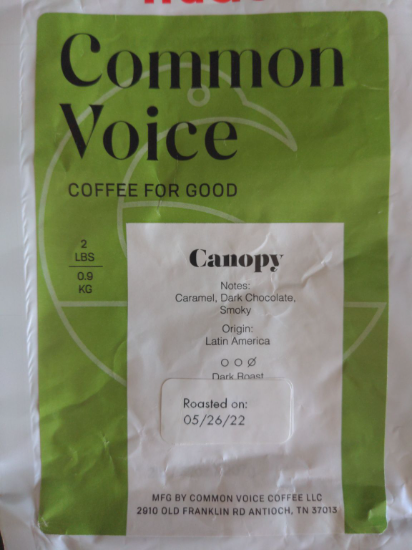 Common
Voice
COFFEE FOR GOOD
2
LBS
0.9
KG
Canopy
Notes:
Caramel, Dark Chocolate,
Smoky
Origin:
Latin America
Dark Roast
Roasted on:
05/26/22
MFG BY COMMON VOICE COFFEE LLC
2910 OLD FRANKLIN RD ANTIOCH, TN 37013